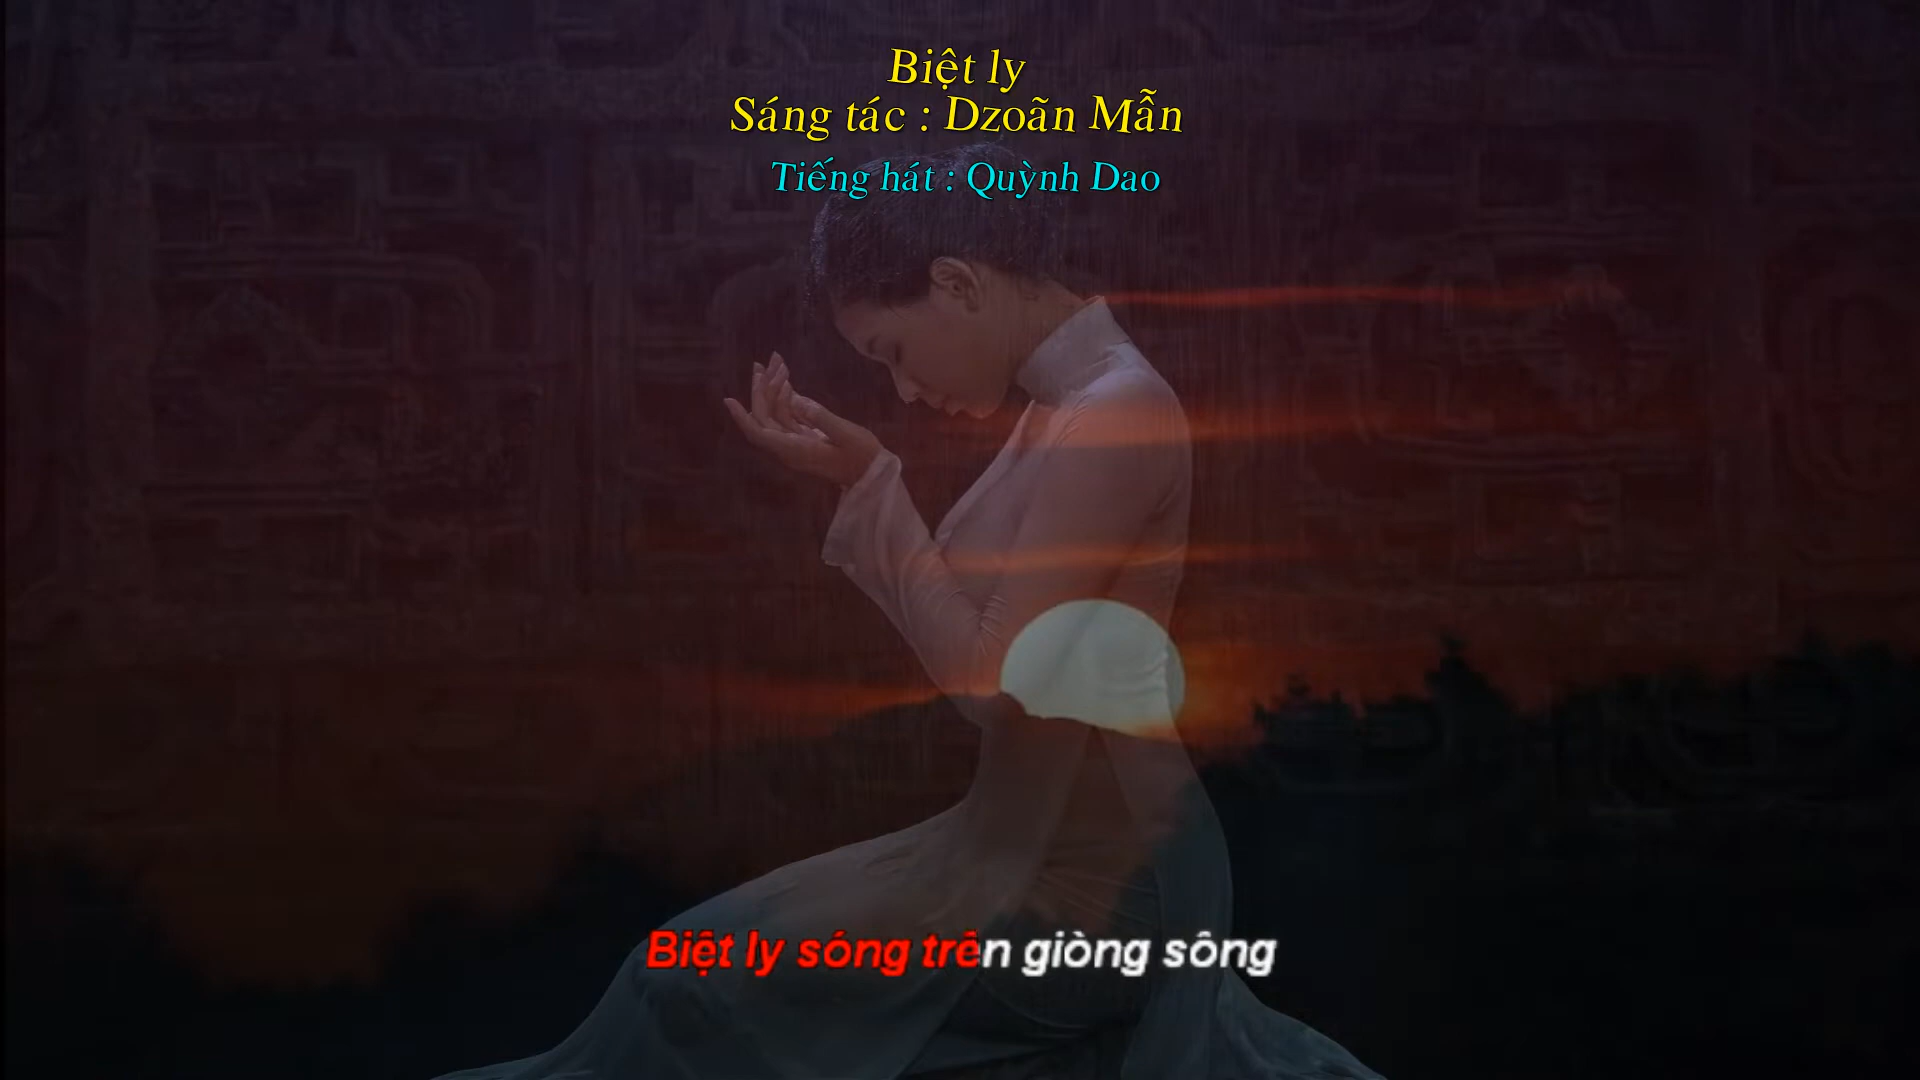 Biệt ly
Sáng tác : Dzoãn Mẫn
Tiếng hát : Quỳnh Dao
Biệt ly sóng trên giòng sông